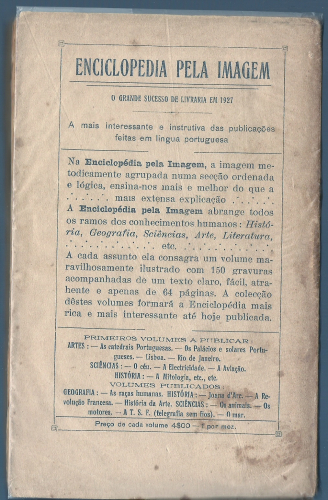 ENCICLOPEDIA PELA IMAGEM
O GRANDE SUCESSO DE LIVRARIA EM 1927
A mais interessante e instrutiva das publicações
feitas em lingua portuguesa
Na Enciclopédia pela Imagem, a imagem me-
todicamente agrupada numa secção ordenada
e lógica, ensina-nos mais e melhor do que a
mais extensa explicação
A Enciclopédia pela Imagem abrange todos
os ramos dos conhecimentos humanos: Histó-
ria, Geografia, Sciências, Arte, Literatura,
etc.
A cada assunto ela consagra um volume ma-
ravilhosamente ilustrado com 150 gravuras
acompanhadas de um texto claro, fácil, atra-
hente e apenas de 64 páginas. A colecção
dêstes volumes formará a Enciclopédia mais
rica e mais interessante até hoje publicada.
PRIMEIROS VOLUMES A PUBLICAR:
ARTES: — As catedrais Portuguesas. — Os Palácios e solares Portu-
gueses. — Lisboa. — Rio de Janeiro.
SCIÊNCIAS: — O céu. — A Electricidade. — A Aviação.
HISTÓRIA: — A Mitologia, etc., etc.
VOLUMES PUBLICADOS:
GEOGRAFIA: — As raças humanas. HISTÓRIA: — Joana d'Arc. — A Re-
volução Francesa. — História da Arte. SCIÊNCIAS: — Os animais. — Os
motores. — A T. S. F. (telegrafia sem fios). — O mar.
Preço de cada volume 4$00 — 1 por mez.